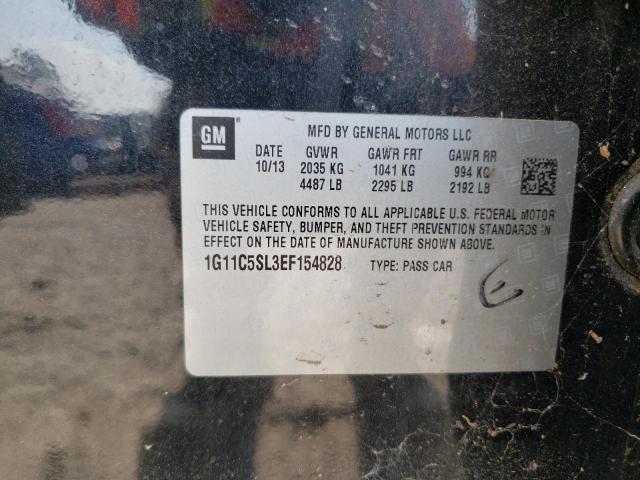 GM
MFD BY GENERAL MOTORS LLC
DATE GVWR GAWR FRT GAWR RR
10/13 2035 KG 1041 KG 994 KG
4487 LB 2295 LB 2192 LB
THIS VEHICLE CONFORMS TO ALL APPLICABLE U.S. FEDERAL MOTOR
VEHICLE SAFETY, BUMPER, AND THEFT PREVENTION STANDARDS IN
EFFECT ON THE DATE OF MANUFACTURE SHOWN ABOVE.
1G11C5SL3EF154828 TYPE: PASS CAR